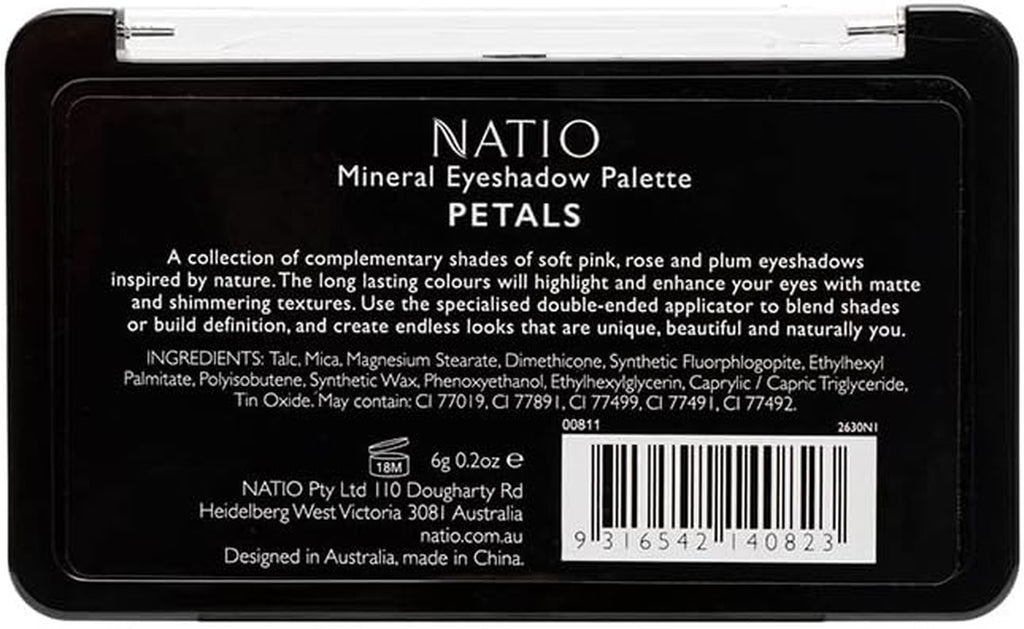 NATIO
Mineral Eyeshadow Palette
PETALS
A collection of complementary shades of soft pink, rose and plum eyeshadows
inspired by nature. The long lasting colours will highlight and enhance your eyes with matte
and shimmering textures. Use the specialised double-ended applicator to blend shades
or build definition, and create endless looks that are unique, beautiful and naturally you.
INGREDIENTS: Talc, Mica, Magnesium Stearate, Dimethicone, Synthetic Fluorphlogopite, Ethylhexyl
Palmitate, Polyisobutene, Synthetic Wax, Phenoxyethanol, Ethylhexylglycerin, Caprylic / Capric Triglyceride,
Tin Oxide. May contain: CI 77019, CI 77891, CI 77499, CI 77491, CI 77492.
00811 2630N1
18M 6g 0.2oz e
NATIO Pty Ltd 110 Dougharty Rd
Heidelberg West Victoria 3081 Australia
natio.com.au
Designed in Australia, made in China.
9 316542 140823